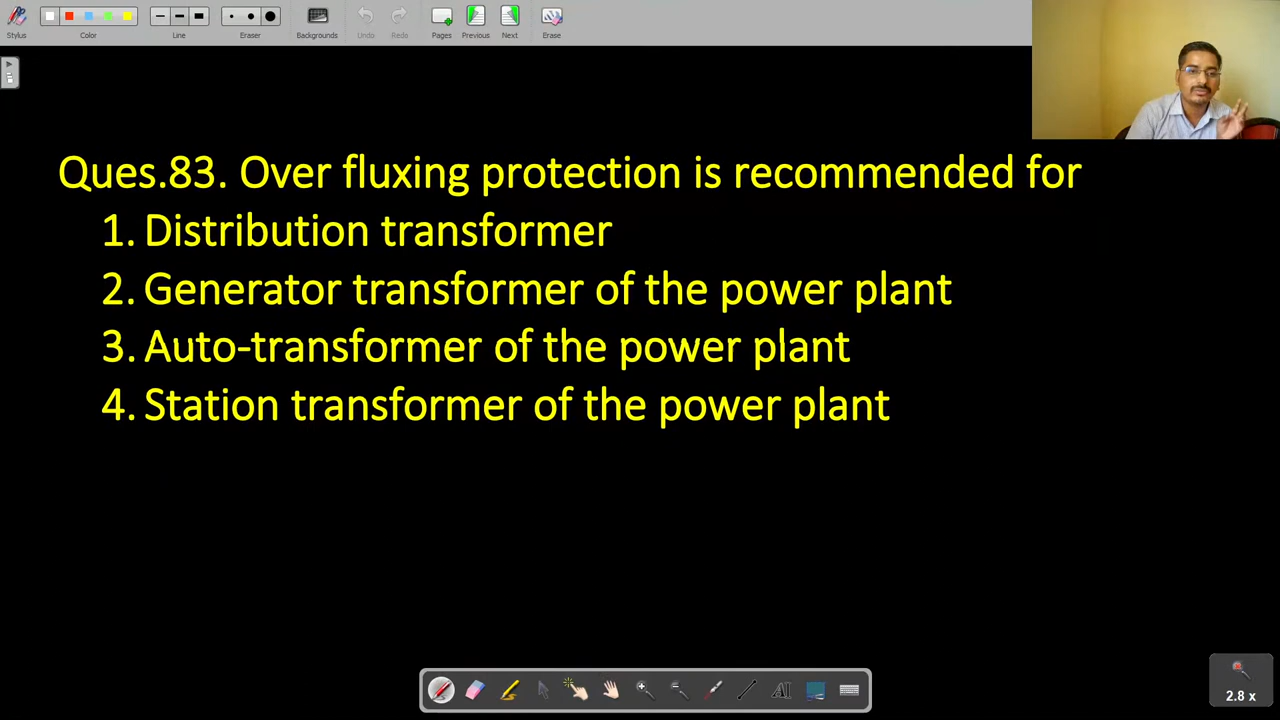 Stylus Color Line Eraser Backgrounds Undo Redo Pages Previous Next Erase
Ques.83. Over fluxing protection is recommended for
1. Distribution transformer
2. Generator transformer of the power plant
3. Auto-transformer of the power plant
4. Station transformer of the power plant
AI
2.8 x